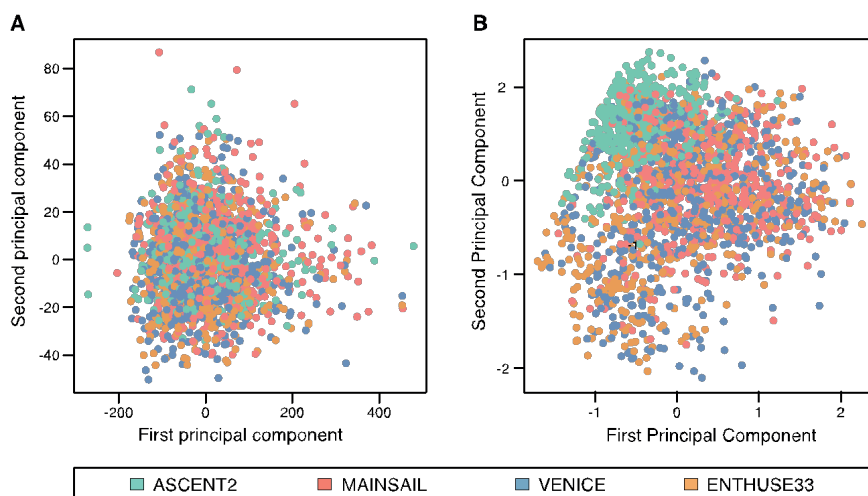 A
Second principal component
80
60
40
20
0
-20
-40
-200
0
200
400
First principal component
B
Second Principal Component
2
0
-1
-2
-1
-1
0
1
2
First Principal Component
ASCENT2 MAINSAIL VENICE ENTHUSE33